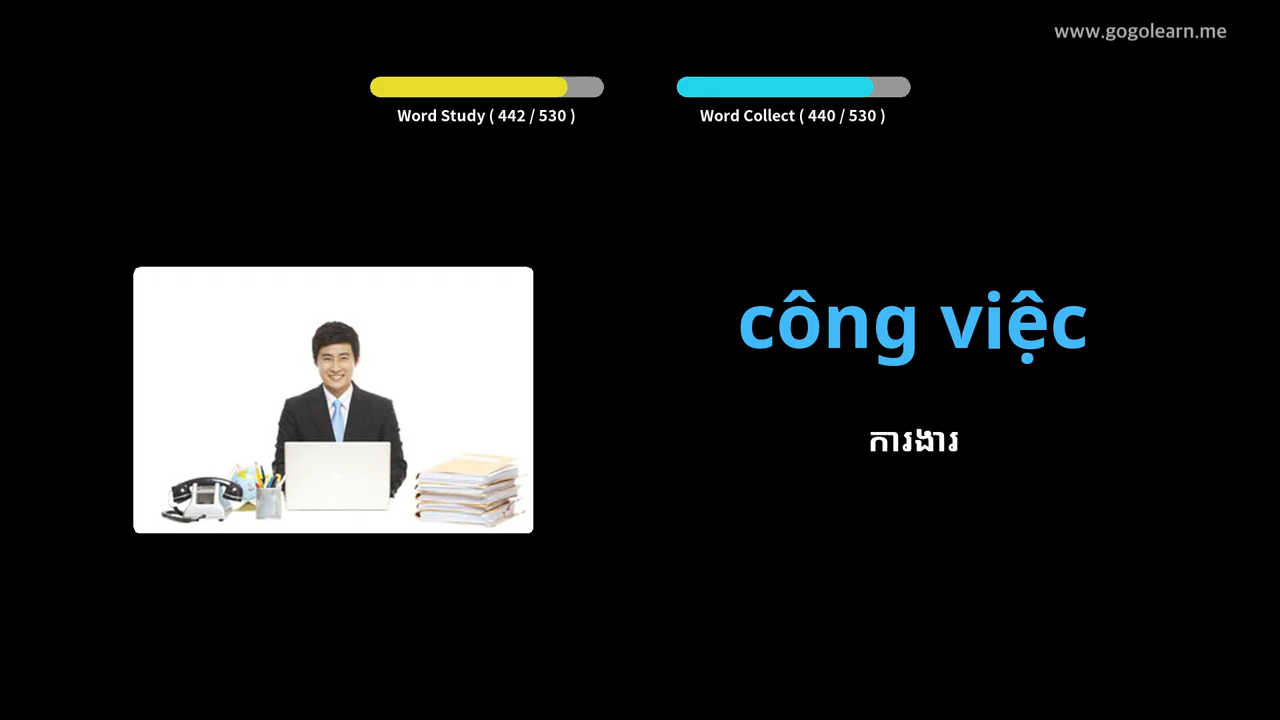 www.gogolearn.me
Word Study ( 442 / 530 )
Word Collect ( 440 / 530 )
công việc
ការងារ